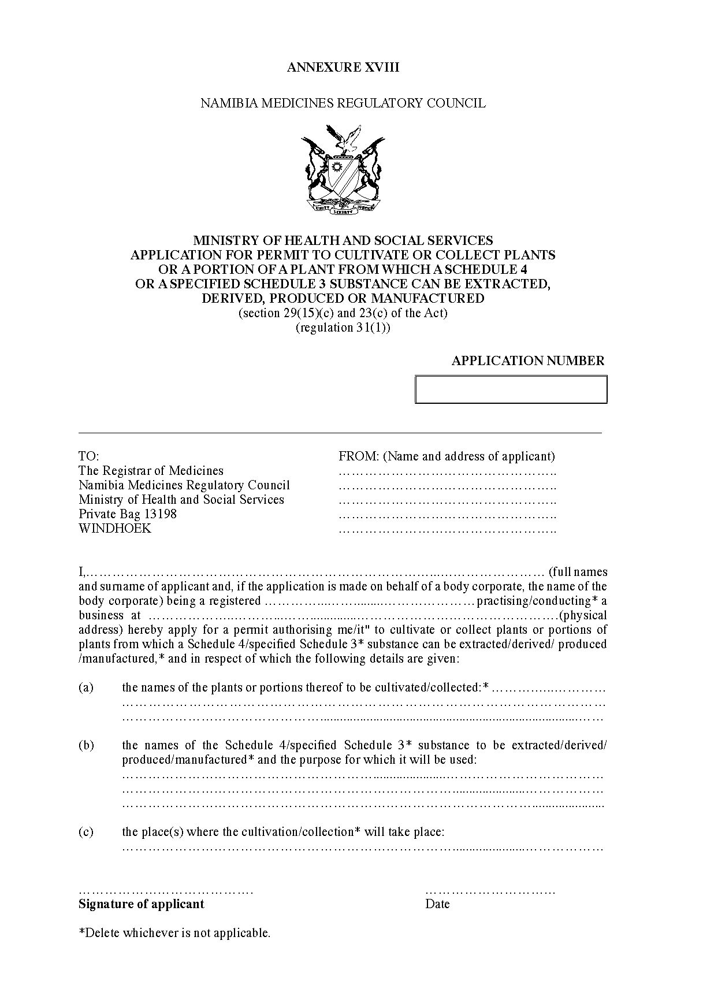 ANNEXURE XVIII
NAMIBIA MEDICINES REGULATORY COUNCIL
UNITY LIBERTY JUSTICE
MINISTRY OF HEALTH AND SOCIAL SERVICES
APPLICATION FOR PERMIT TO CULTIVATE OR COLLECT PLANTS
OR A PORTION OF A PLANT FROM WHICH A SCHEDULE 4
OR A SPECIFIED SCHEDULE 3 SUBSTANCE CAN BE EXTRACTED,
DERIVED, PRODUCED OR MANUFACTURED
(section 29(15)(c) and 23(c) of the Act)
(regulation 31(1))
APPLICATION NUMBER
TO:
The Registrar of Medicines
Namibia Medicines Regulatory Council
Ministry of Health and Social Services
Private Bag 13198
WINDHOEK
FROM: (Name and address of applicant)
…………………………………………..
…………………………………………..
…………………………………………..
…………………………………………..
…………………………………………..
I,……………………………………………………………………...…………………… (full names
and surname of applicant and, if the application is made on behalf of a body corporate, the name of the
body corporate) being a registered …………...……........…………………practising/conducting* a
business at ………………..………..……................………………………………………….(physical
address) hereby apply for a permit authorising me/it" to cultivate or collect plants or portions of
plants from which a Schedule 4/specified Schedule 3* substance can be extracted/derived/ produced
/manufactured,* and in respect of which the following details are given:
(a) the names of the plants or portions thereof to be cultivated/collected:* ……….…...…………
…………………………………………………………………………………………………
………………………………………..............................................................................……
(b) the names of the Schedule 4/specified Schedule 3* substance to be extracted/derived/
produced/manufactured* and the purpose for which it will be used:
…………………………………………………......................………………………………
…………………………………………………………………......................………………
…………………………………………………………………………………......................
(c) the place(s) where the cultivation/collection* will take place:
…………………………………………………………………......................………………
………………………………….
Signature of applicant
…………………………
Date
*Delete whichever is not applicable.